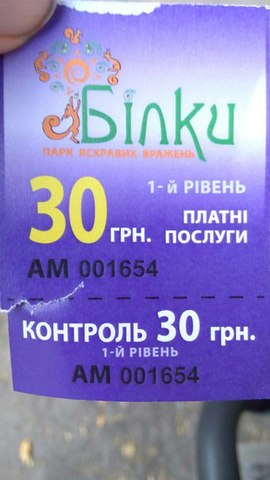 Білки
ПАРК ЯСКРАВИХ ВРАЖЕНЬ
1-й РІВЕНЬ
30 ГРН. ПЛАТНІ ПОСЛУГИ
АМ 001654
КОНТРОЛЬ 30 грн.
1-й РІВЕНЬ
АМ 001654